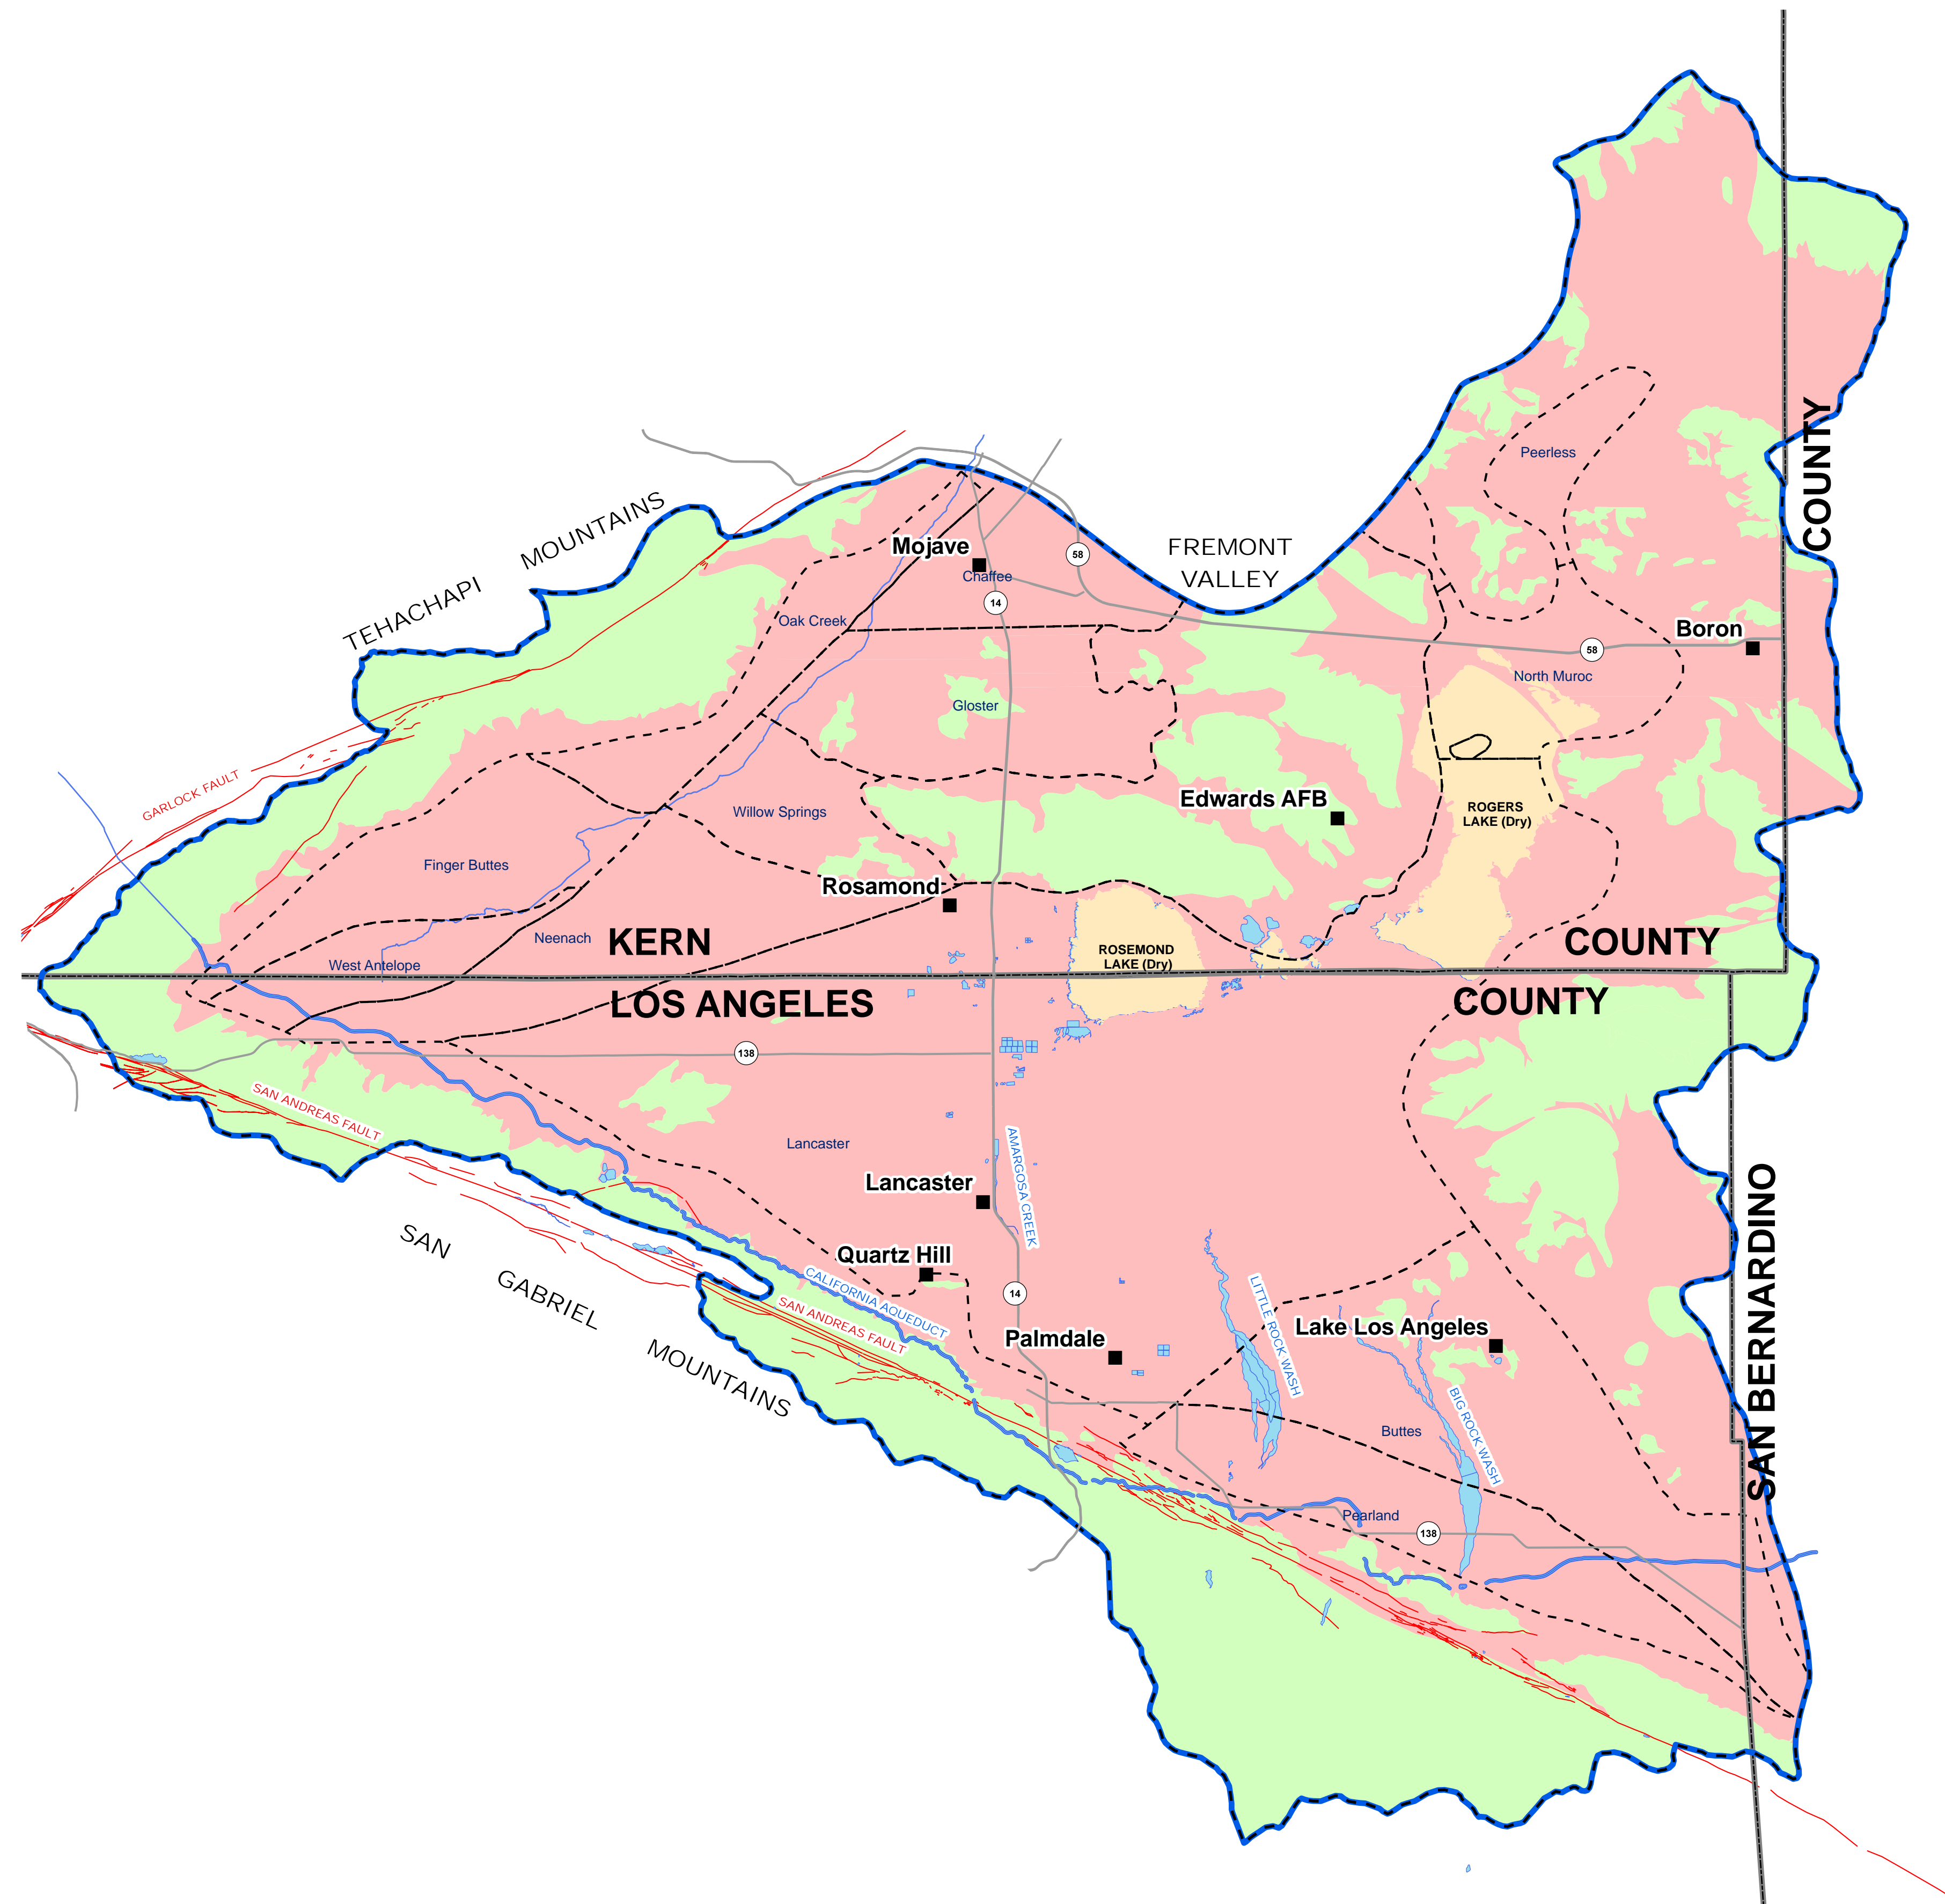 COUNTY
Peerless
TEHACHAPI MOUNTAINS
Mojave
58
FREMONT
VALLEY
Chaffee
14
Oak Creek
Boron
58
North Muroc
Gloster
GARLOCK FAULT
Edwards AFB
ROGERS
LAKE (Dry)
Willow Springs
Finger Buttes
Rosamond
Neenach
KERN
COUNTY
ROSEMOND
LAKE (Dry)
West Antelope
LOS ANGELES
COUNTY
138
SAN ANDREAS FAULT
Lancaster
AMARGOSA CREEK
Lancaster
SAN BERNARDINO
SAN GABRIEL MOUNTAINS
Quartz Hill
CALIFORNIA AQUEDUCT
14
LITTLE ROCK WASH
SAN ANDREAS FAULT
Palmdale
Lake Los Angeles
BIG ROCK WASH
Buttes
Pearland
138